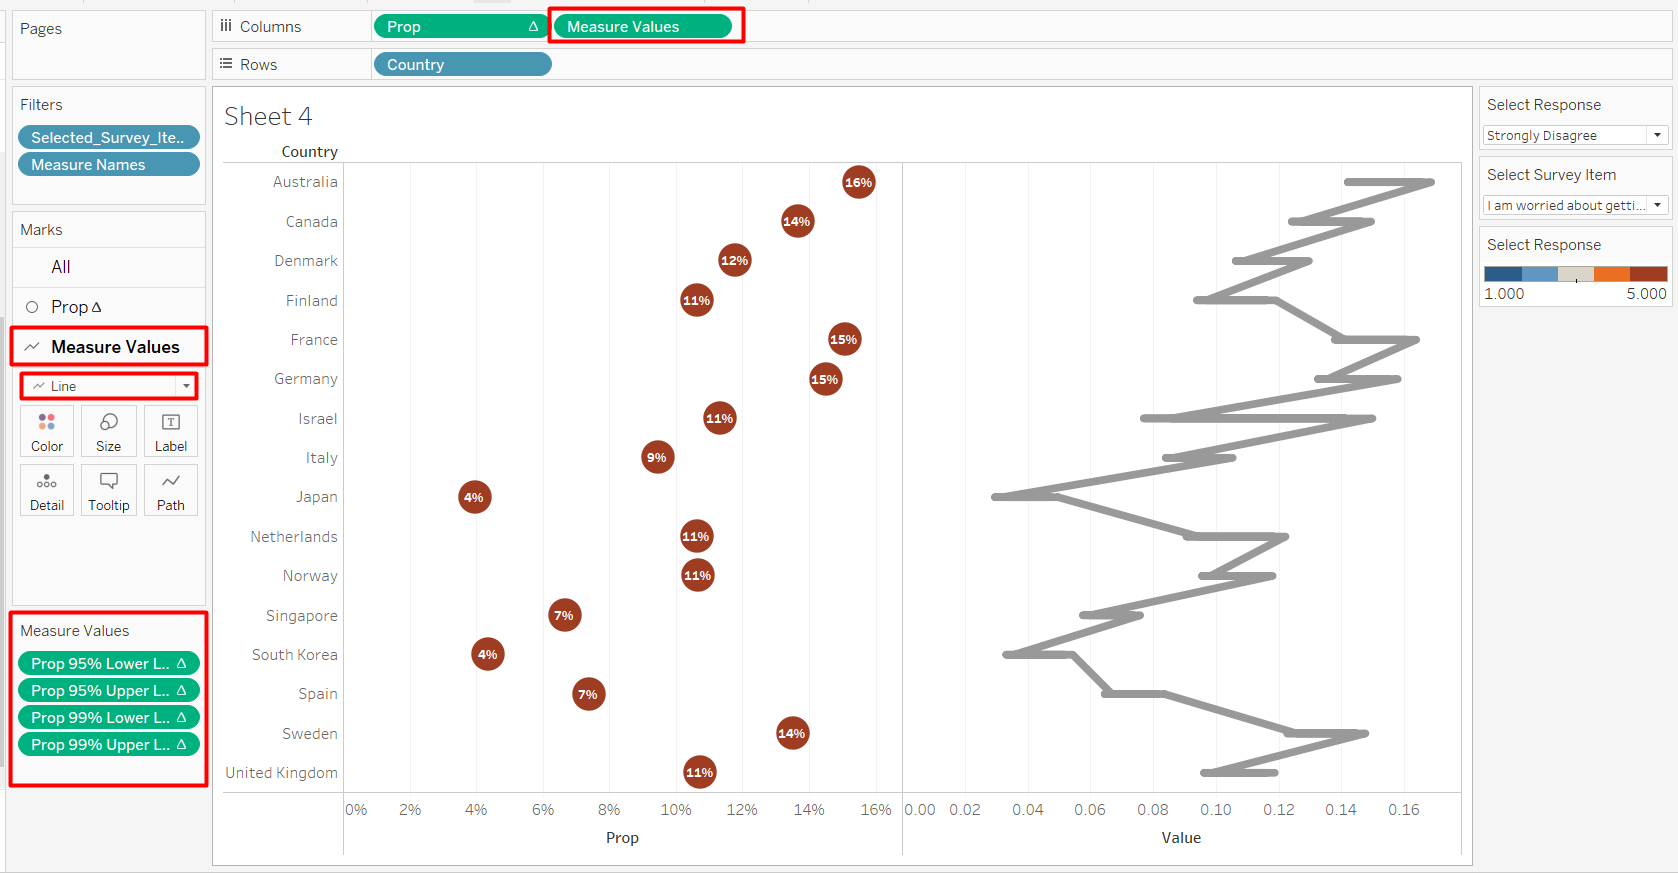 Pages
Columns
Prop Δ
Measure Values
Rows
Country
Filters
Selected_Survey_Ite..
Measure Names
Marks
All
Prop Δ
Measure Values
Line
Color
Size
Label
Detail
Tooltip
Path
Measure Values
Prop 95% Lower L.. Δ
Prop 95% Upper L.. Δ
Prop 99% Lower L.. Δ
Prop 99% Upper L.. Δ
Sheet 4
Country
Australia 16%
Canada 14%
Denmark 12%
Finland 11%
France 15%
Germany 15%
Israel 11%
Italy 9%
Japan 4%
Netherlands 11%
Norway 11%
Singapore 7%
South Korea 4%
Spain 7%
Sweden 14%
United Kingdom 11%
0% 2% 4% 6% 8% 10% 12% 14% 16%
Prop
0.00 0.02 0.04 0.06 0.08 0.10 0.12 0.14 0.16
Value
Select Response
Strongly Disagree
Select Survey Item
I am worried about getti...
Select Response
1.000 5.000